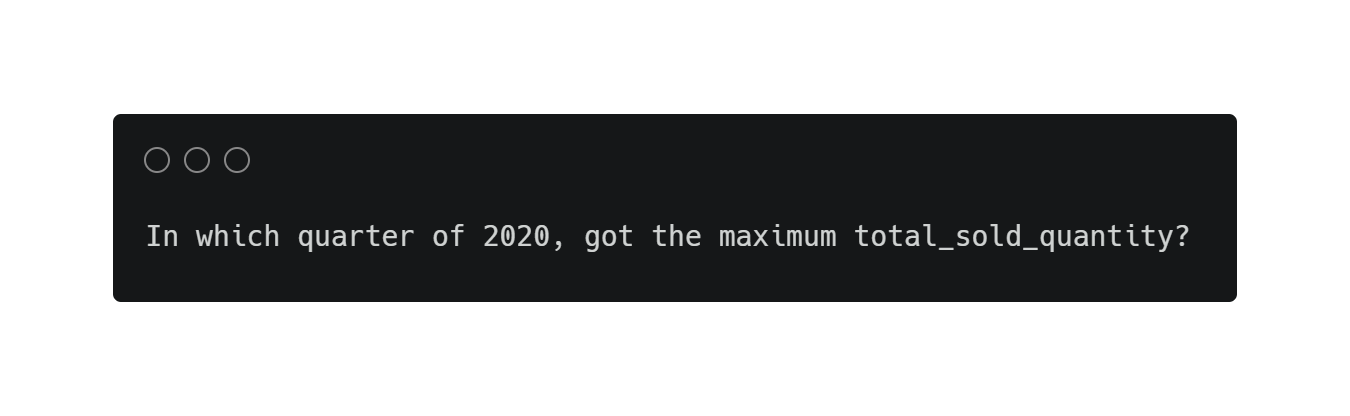 In which quarter of 2020, got the maximum total_sold_quantity?